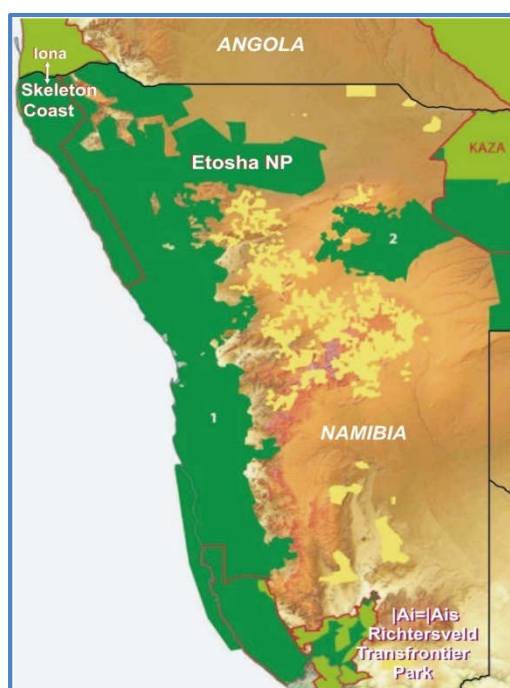 ANGOLA
Iona
Skeleton
Coast
KAZA
Etosha NP
2
1
NAMIBIA
|Ai=|Ais
Richtersveld
Transfrontier
Park